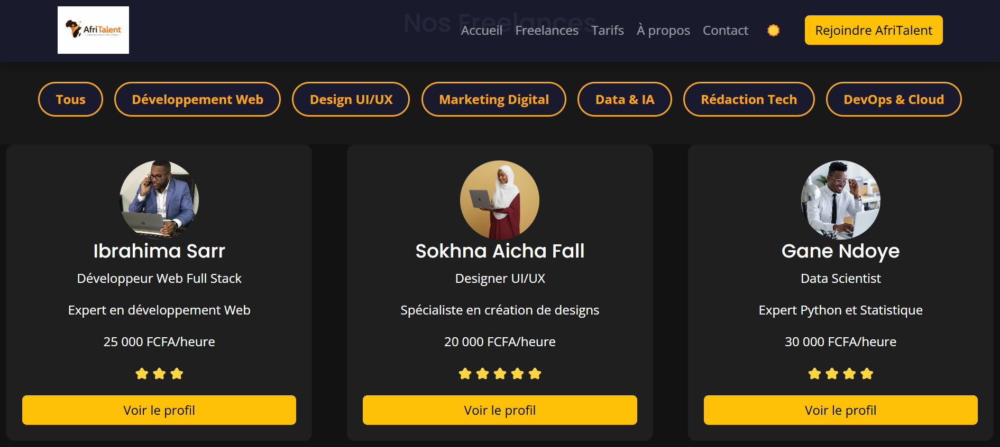 AfriTalent
Nos Freelances
Accueil Freelances Tarifs À propos Contact
Rejoindre AfriTalent
Tous Développement Web Design UI/UX Marketing Digital Data & IA Rédaction Tech DevOps & Cloud
Ibrahima Sarr
Développeur Web Full Stack
Expert en développement Web
25 000 FCFA/heure
Voir le profil
Sokhna Aicha Fall
Designer UI/UX
Spécialiste en création de designs
20 000 FCFA/heure
Voir le profil
Gane Ndoye
Data Scientist
Expert Python et Statistique
30 000 FCFA/heure
Voir le profil